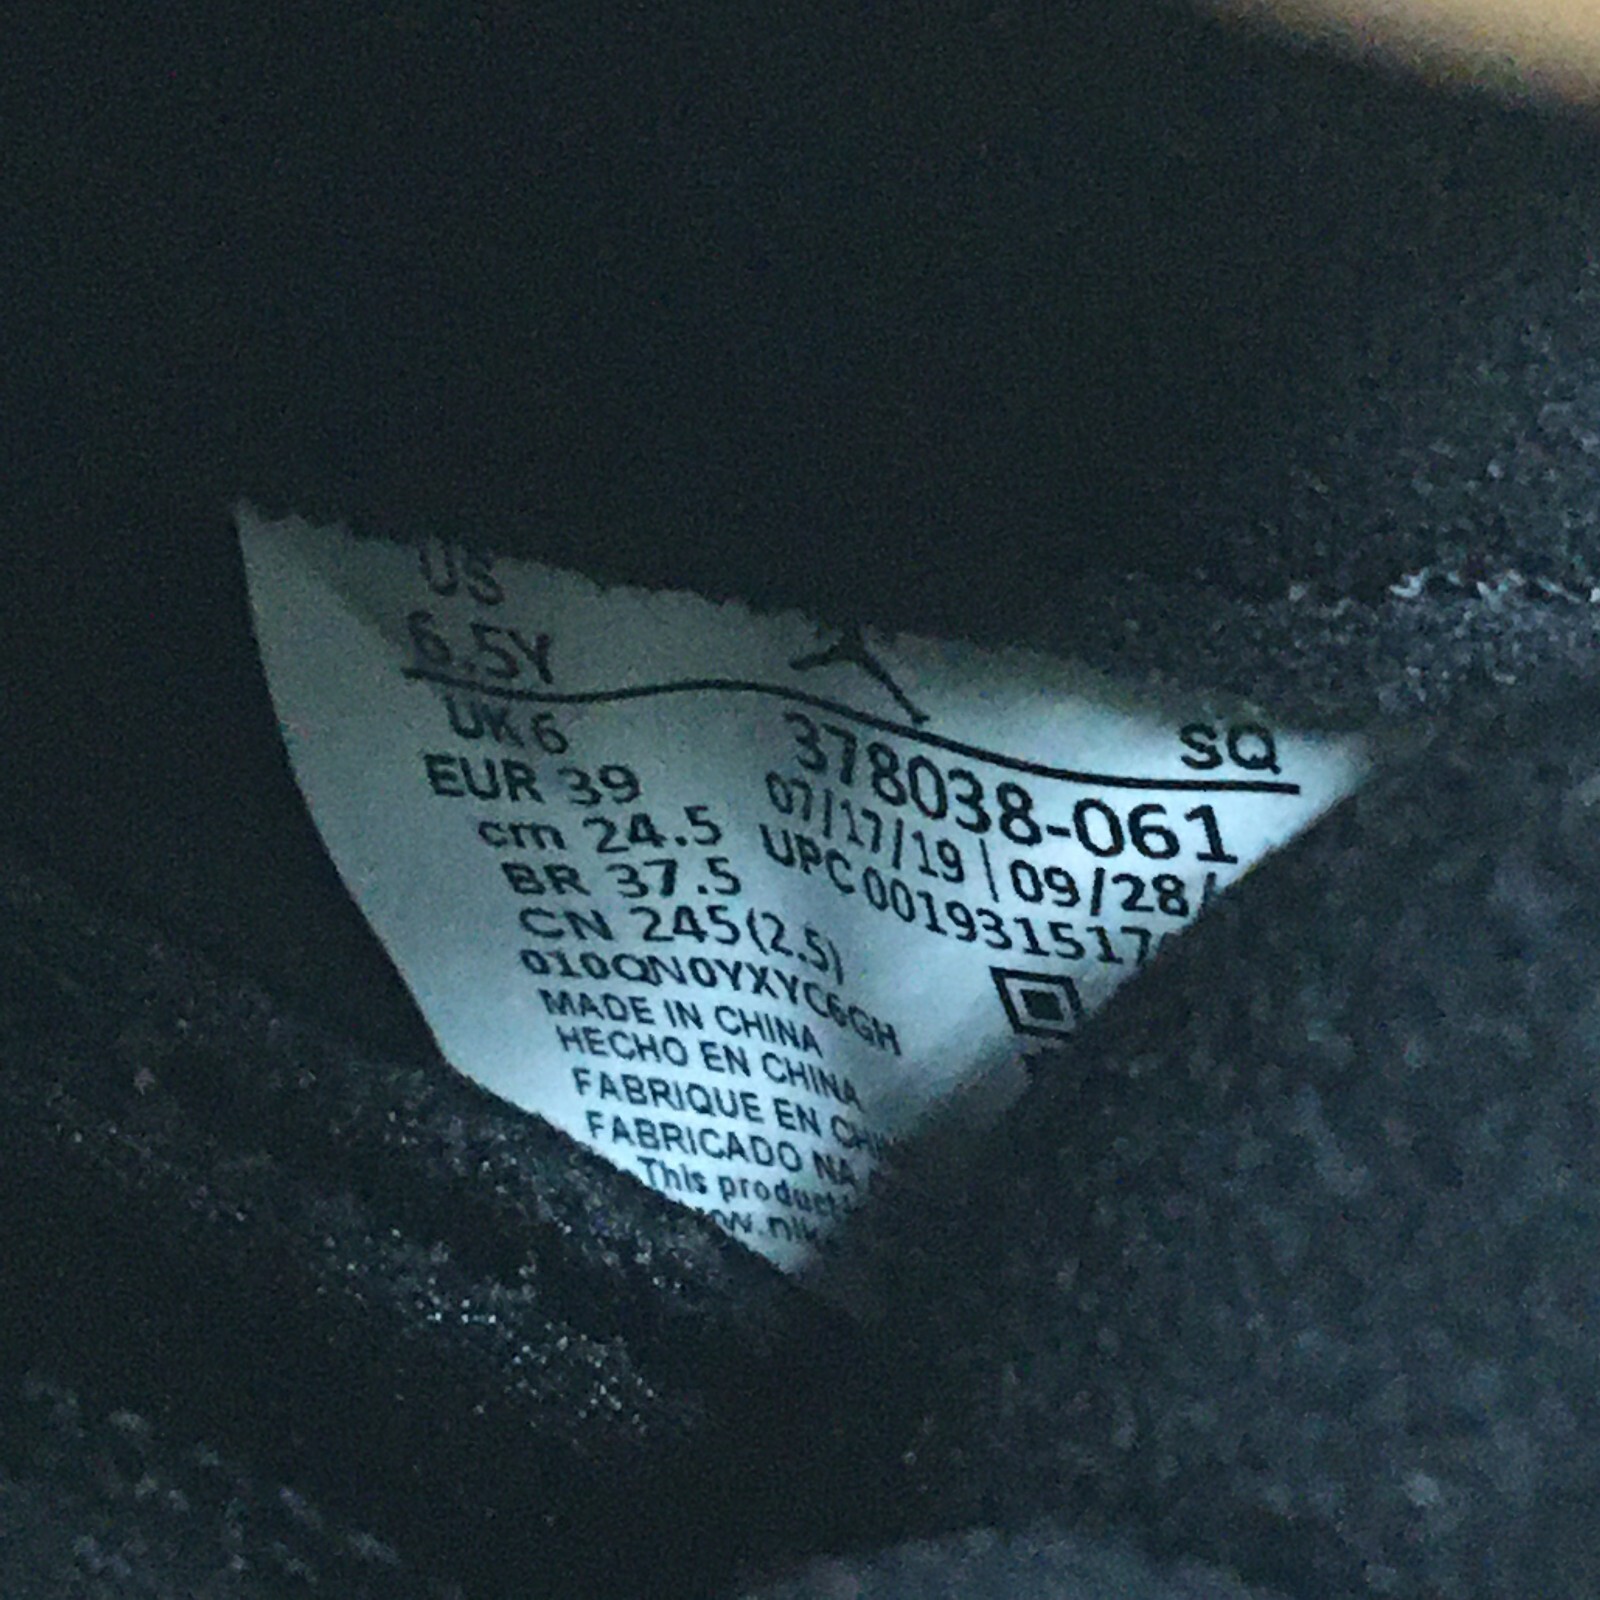 US
6.5Y
UK 6
EUR 39
cm 24.5
BR 37.5
CN 245(2.5)
010QN0YXYC6GH
MADE IN CHINA
HECHO EN CHINA
FABRIQUE EN
FABRICADO NA
This product
SQ
378038-061
07/17/19 | 09/28/
UPC 00193151